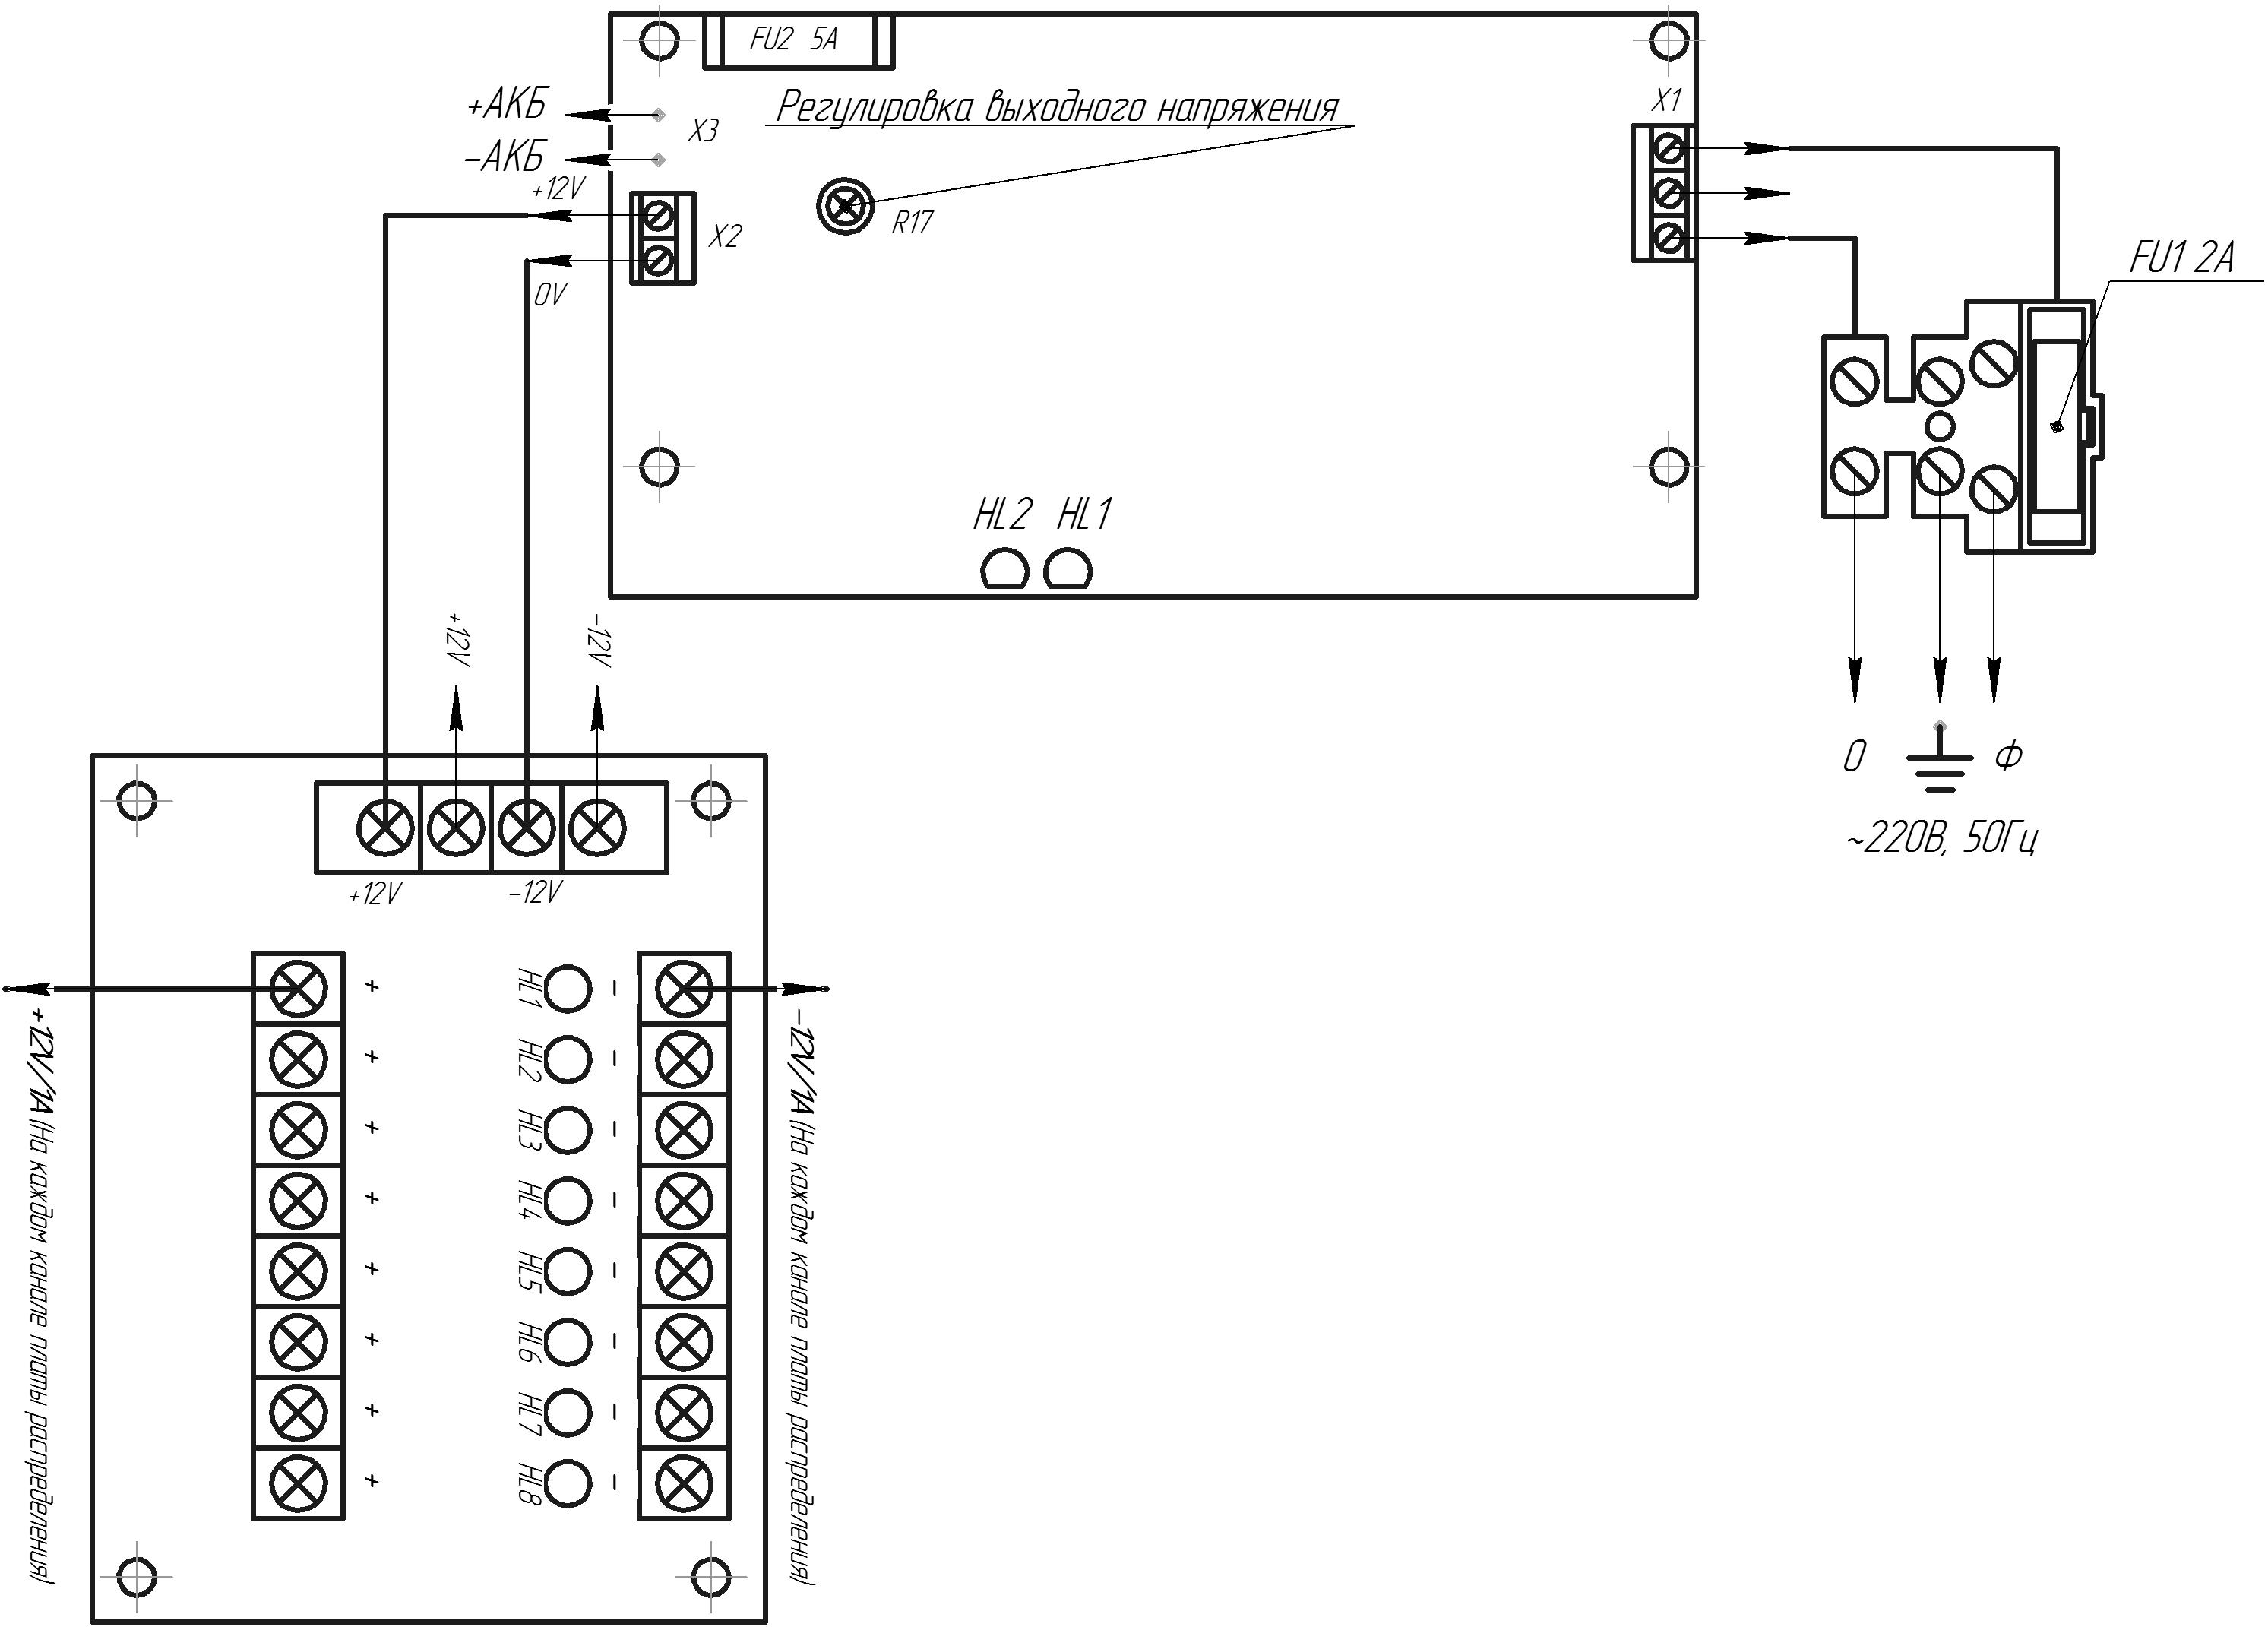 FU2 5A
+АКБ
Регулировка выходного напряжения
X1
X3
-АКБ
+12V
R17
X2
FU1 2A
0V
HL2 HL1
+12V
-12V
0
Ф
~220В, 50Гц
+12V
-12V
+
HL1
-
+
HL2
-
+
HL3
-
+
HL4
-
+
HL5
-
+
HL6
-
+
HL7
-
+
HL8
-
+12V//1A (На каждом канале платы распределения)
-12V//1A (На каждом канале платы распределения)